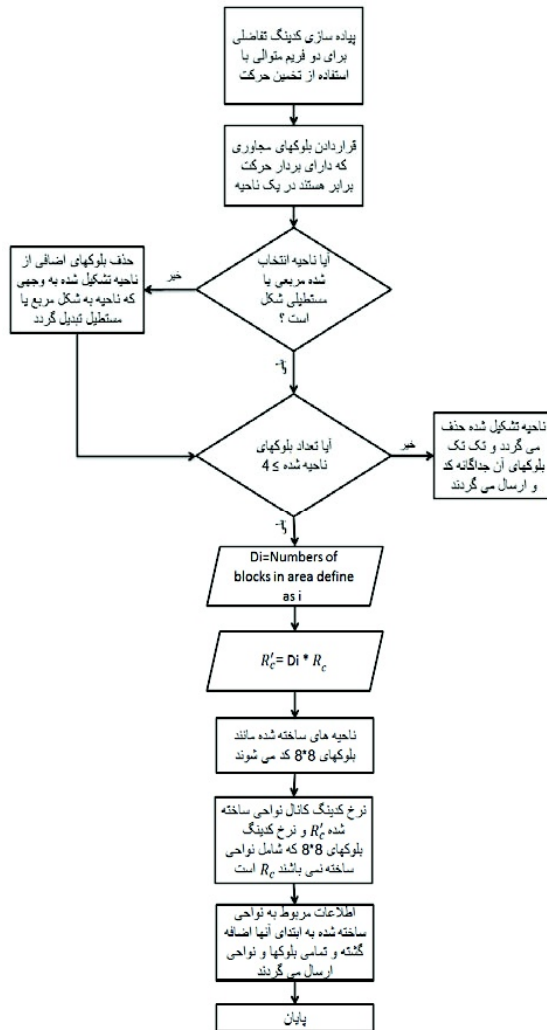 پیاده سازی کدینگ تفاضلی
برای دو فریم متوالی با
استفاده از تخمین حرکت
قراردادن بلوکهای مجاوری
که دارای بردار حرکت
برابر هستند در یک ناحیه
آیا ناحیه انتخاب
شده مربعی یا
مستطیلی شکل
است ؟
خیر
حذف بلوکهای اضافی از
ناحیه تشکیل شده به وجهی
که ناحیه به شکل مربع یا
مستطیل تبدیل گردد
بله
آیا تعداد بلوکهای
ناحیه شده ≥ 4
خیر
ناحیه تشکیل شده حذف
می گردد و تک تک
بلوکهای آن جداگانه کد
و ارسال می گردند
بله
Di=Numbers of
blocks in area define
as i
R′c= Di * Rc
ناحیه های ساخته شده مانند
بلوکهای 8*8 کد می شوند
نرخ کدینگ کانال نواحی ساخته
شده R′c و نرخ کدینگ
بلوکهای 8*8 که شامل نواحی
ساخته نمی باشند Rc است
اطلاعات مربوط به نواحی
ساخته شده به ابتدای آنها اضافه
گشته و تمامی بلوکها و نواحی
ارسال می گردند
پایان